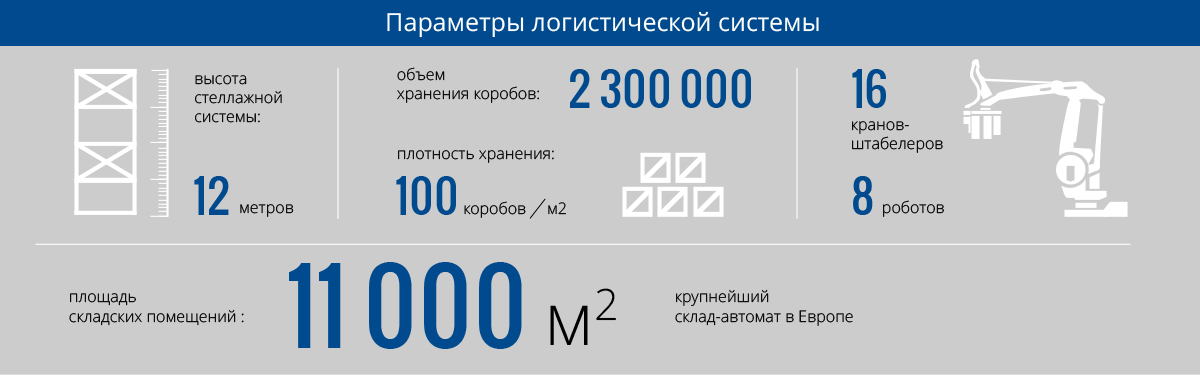 Параметры логистической системы
высота
стеллажной
системы:
12 метров
объем
хранения коробов:
2 300 000
плотность хранения:
100 коробов / м2
16
кранов-
штабелеров
8 роботов
площадь
складских помещений :
11 000 м²
крупнейший
склад-автомат в Европе